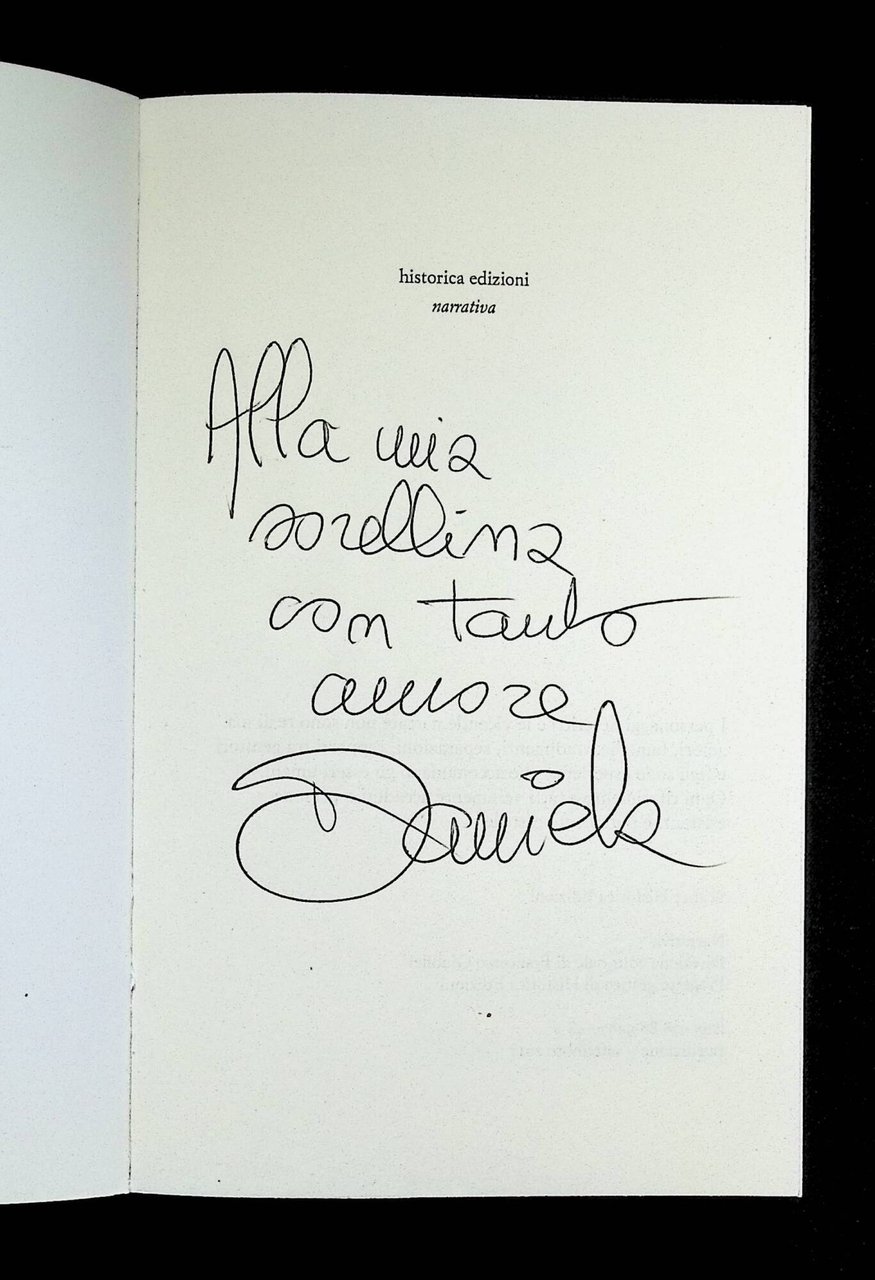 historica edizioni
narrativa
Alla mia
sorellina
con tanto
amore
Daniela